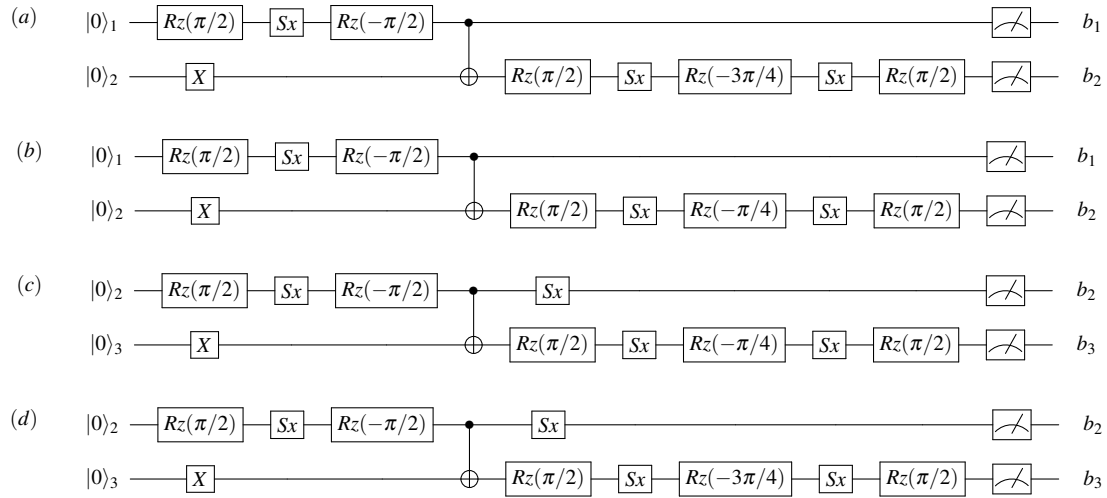 (a) |0⟩₁ Rz(π/2) Sx Rz(−π/2) b₁
|0⟩₂ X Rz(π/2) Sx Rz(−3π/4) Sx Rz(π/2) b₂
(b) |0⟩₁ Rz(π/2) Sx Rz(−π/2) b₁
|0⟩₂ X Rz(π/2) Sx Rz(−π/4) Sx Rz(π/2) b₂
(c) |0⟩₂ Rz(π/2) Sx Rz(−π/2) Sx b₂
|0⟩₃ X Rz(π/2) Sx Rz(−π/4) Sx Rz(π/2) b₃
(d) |0⟩₂ Rz(π/2) Sx Rz(−π/2) Sx b₂
|0⟩₃ X Rz(π/2) Sx Rz(−3π/4) Sx Rz(π/2) b₃